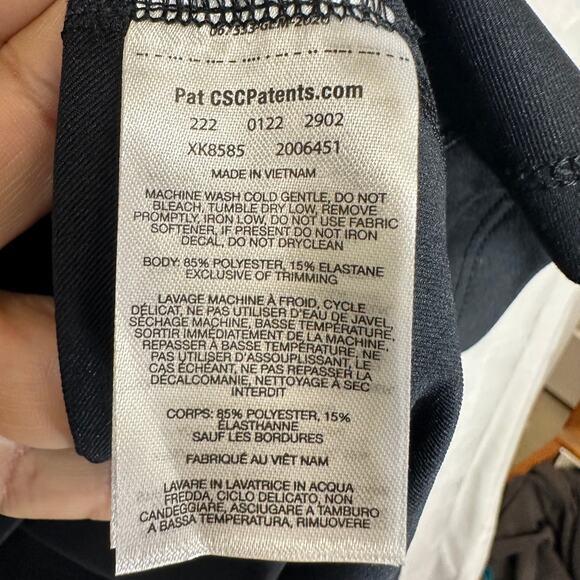 067533-GLM-2026
Pat CSCPatents.com
222 0122 2902
XK8585 2006451
MADE IN VIETNAM
MACHINE WASH COLD GENTLE, DO NOT
BLEACH, TUMBLE DRY LOW, REMOVE
PROMPTLY, IRON LOW, DO NOT USE FABRIC
SOFTENER, IF PRESENT DO NOT IRON
DECAL, DO NOT DRYCLEAN
BODY: 85% POLYESTER, 15% ELASTANE
EXCLUSIVE OF TRIMMING
LAVAGE MACHINE À FROID, CYCLE
DÉLICAT, NE PAS UTILISER D'EAU DE JAVEL,
SÉCHAGE MACHINE, BASSE TEMPÉRATURE,
SORTIR IMMÉDIATEMENT DE LA MACHINE,
REPASSER À BASSE TEMPÉRATURE, NE
PAS UTILISER D'ASSOUPLISSANT, LE
CAS ÉCHÉANT, NE PAS REPASSER LA
DÉCALCOMANIE, NETTOYAGE À SEC
INTERDIT
CORPS: 85% POLYESTER, 15%
ÉLASTHANNE
SAUF LES BORDURES
FABRIQUÉ AU VIÊT NAM
LAVARE IN LAVATRICE IN ACQUA
FREDDA, CICLO DELICATO, NON
CANDEGGIARE, ASCIUGARE A TAMBURO
A BASSA TEMPERATURA, RIMUOVERE